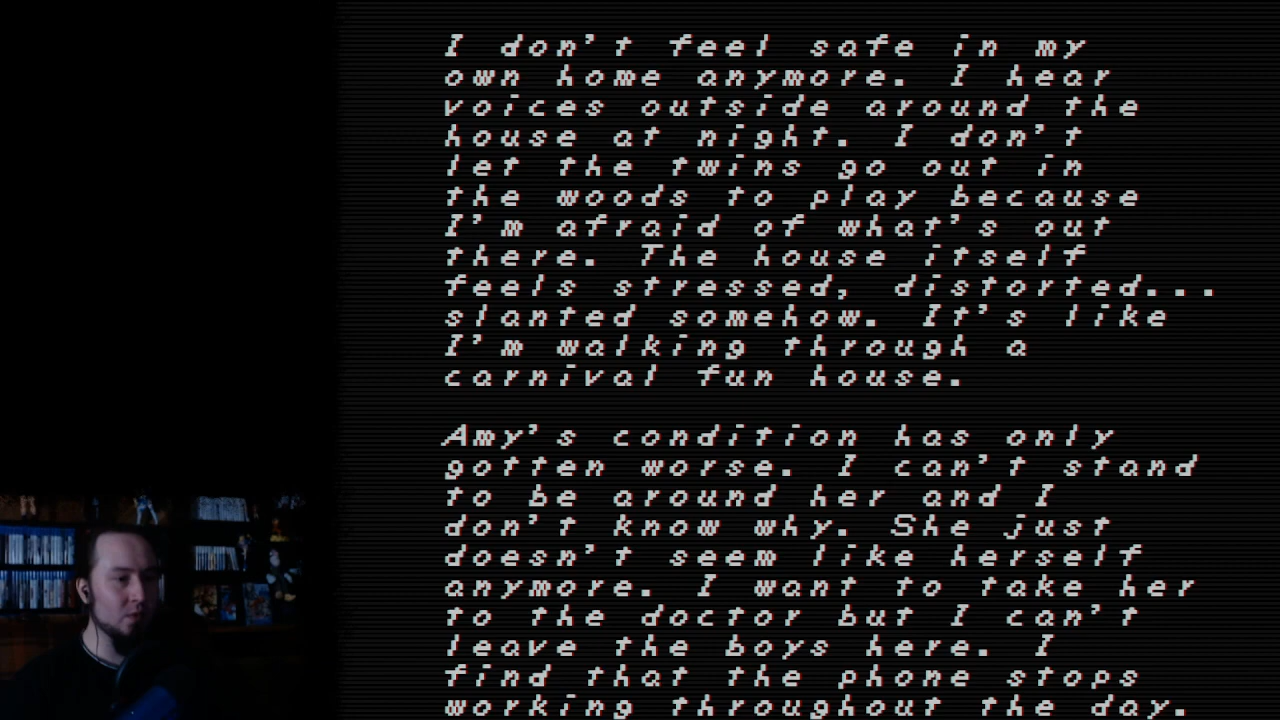 I don't feel safe in my
own home anymore. I hear
voices outside around the
house at night. I don't
let the twins go out in
the woods to play because
I'm afraid of what's out
there. The house itself
feels stressed, distorted...
slanted somehow. It's like
I'm walking through a
carnival fun house.
Amy's condition has only
gotten worse. I can't stand
to be around her and I
don't know why. She just
doesn't seem like herself
anymore. I want to take her
to the doctor but I can't
leave the boys here. I
find that the phone stops
working throughout the day.